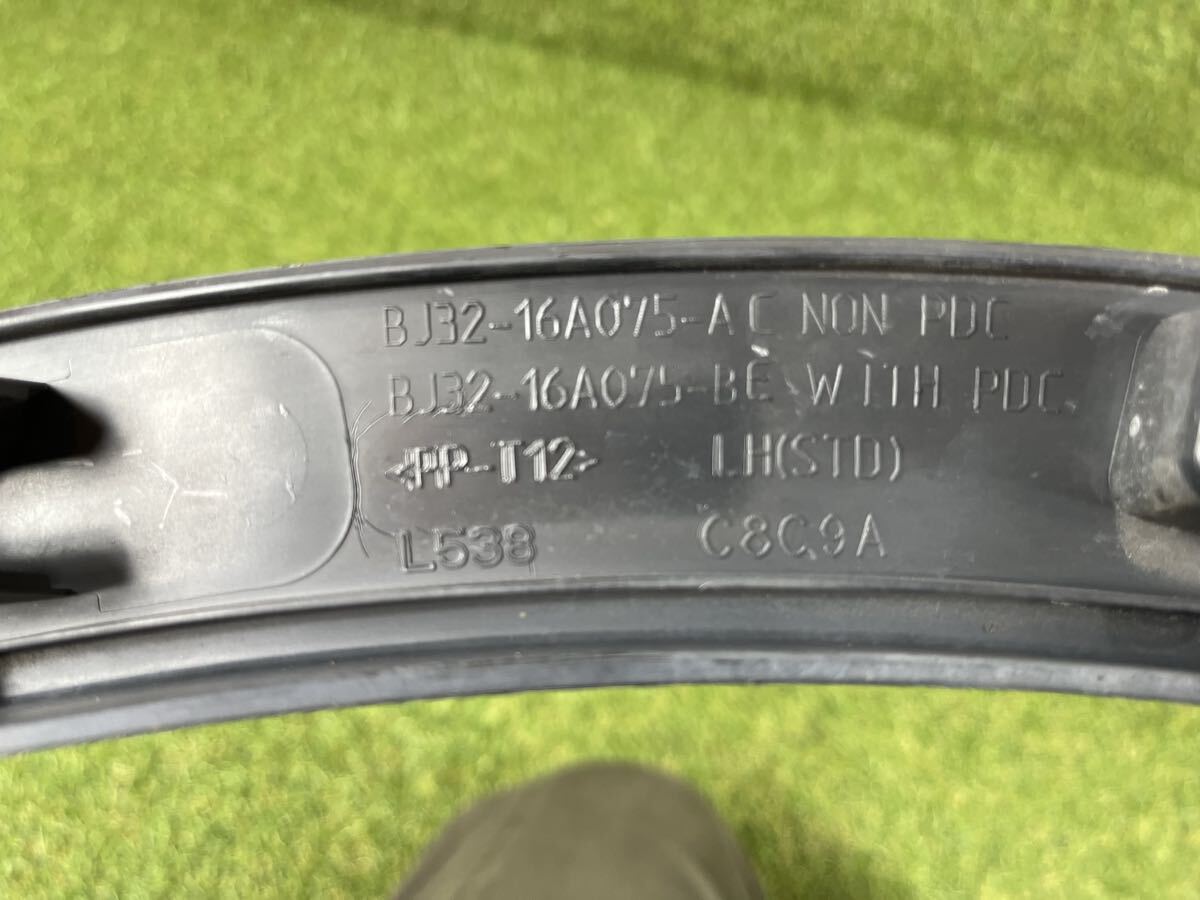 BJ32-16A075-AC NON PDC
BJ32-16A075-BE WITH PDC
>PP-T12< LH(STD)
L538 C8C9A